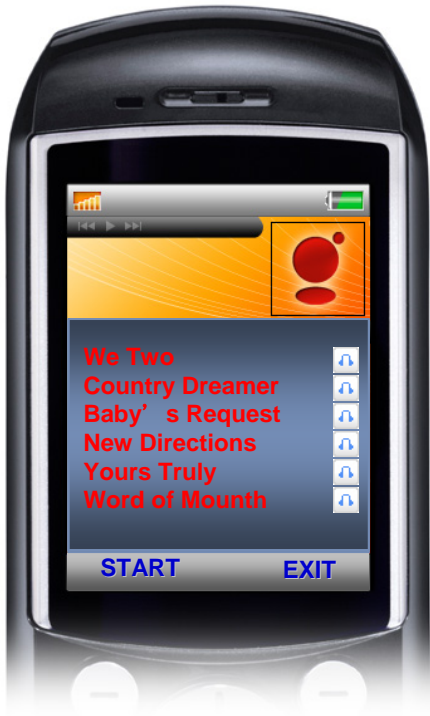 We Two
Country Dreamer
Baby’ s Request
New Directions
Yours Truly
Word of Mounth
START
EXIT